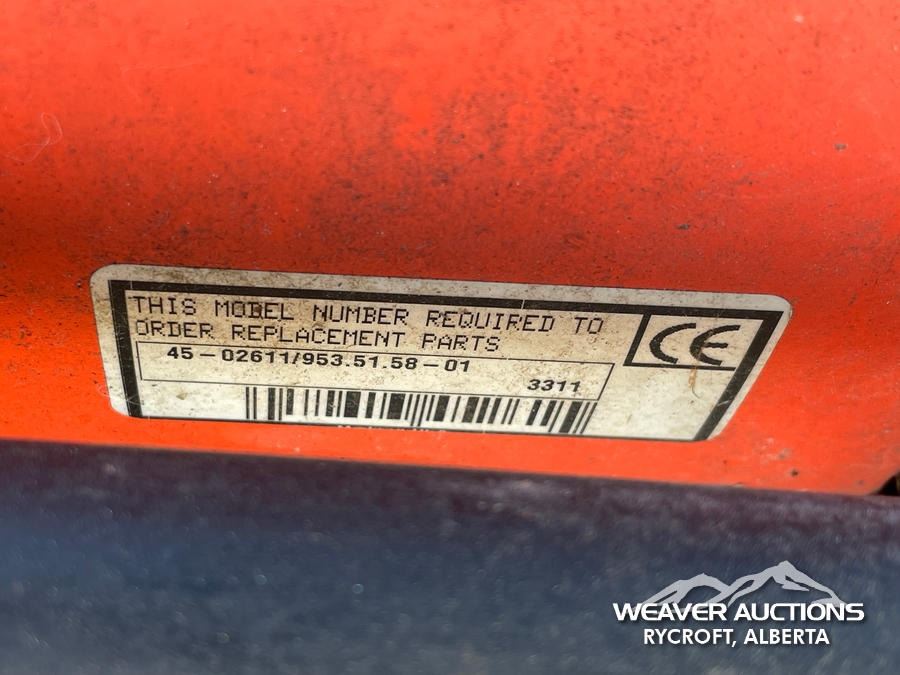 THIS MODEL NUMBER REQUIRED TO
ORDER REPLACEMENT PARTS
CE
45-02611/953.51.58-01
3311
WEAVER AUCTIONS
RYCROFT, ALBERTA